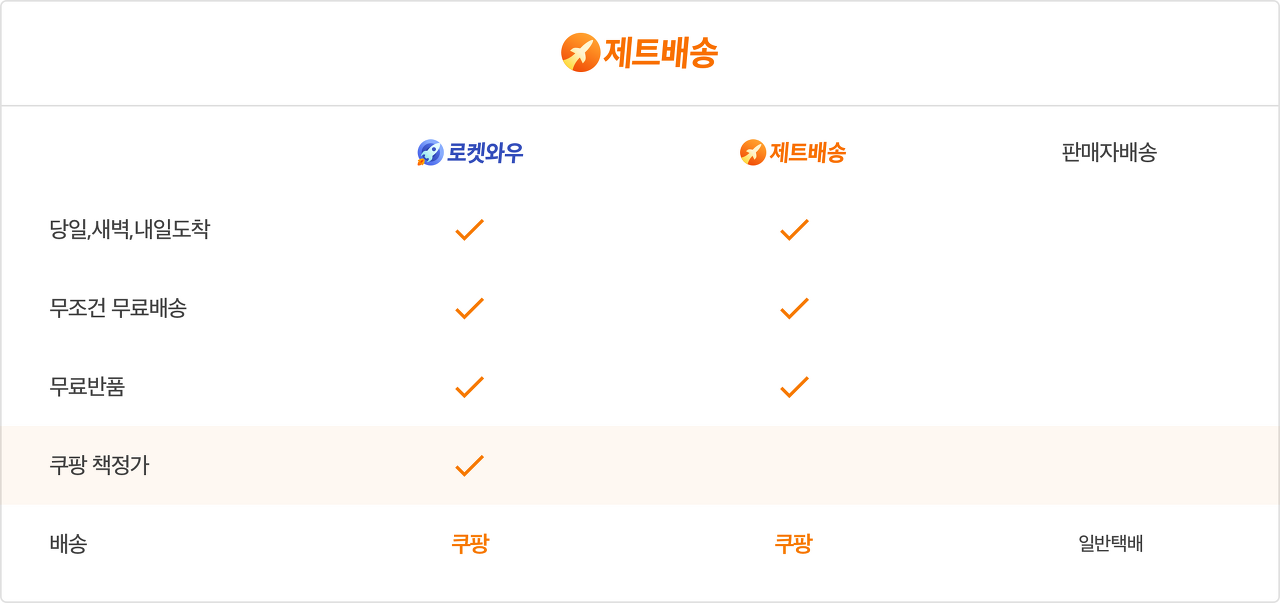 제트배송
로켓와우 제트배송 판매자배송
당일,새벽,내일도착
무조건 무료배송
무료반품
쿠팡 책정가
배송 쿠팡 쿠팡 일반택배